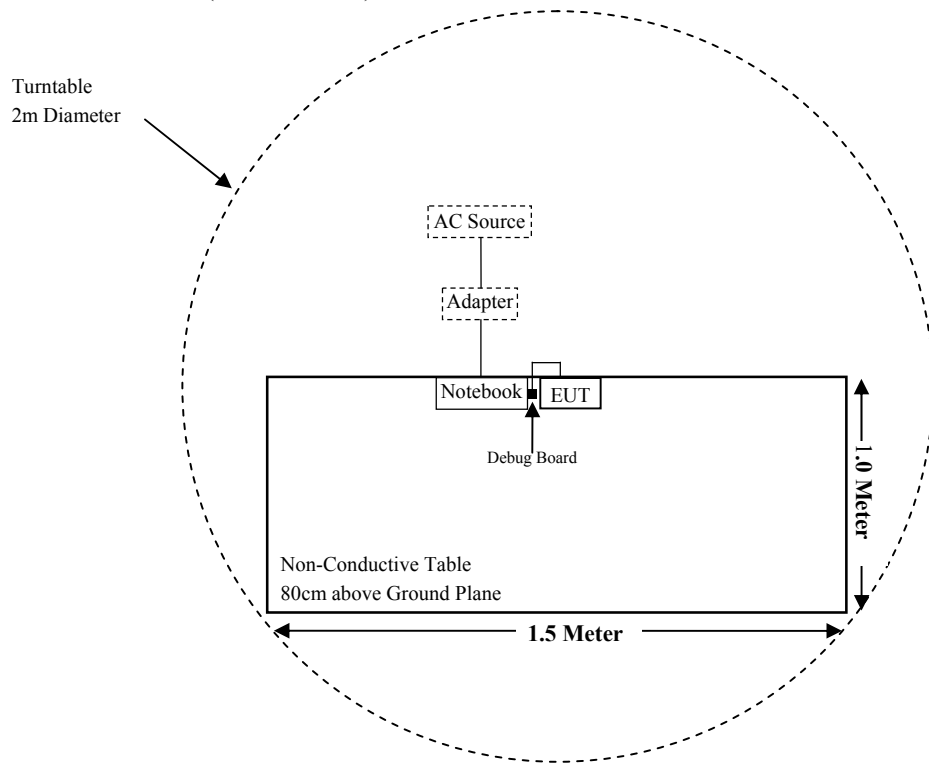 Turntable
2m Diameter
AC Source
Adapter
Notebook
EUT
Debug Board
1.0 Meter
Non-Conductive Table
80cm above Ground Plane
1.5 Meter